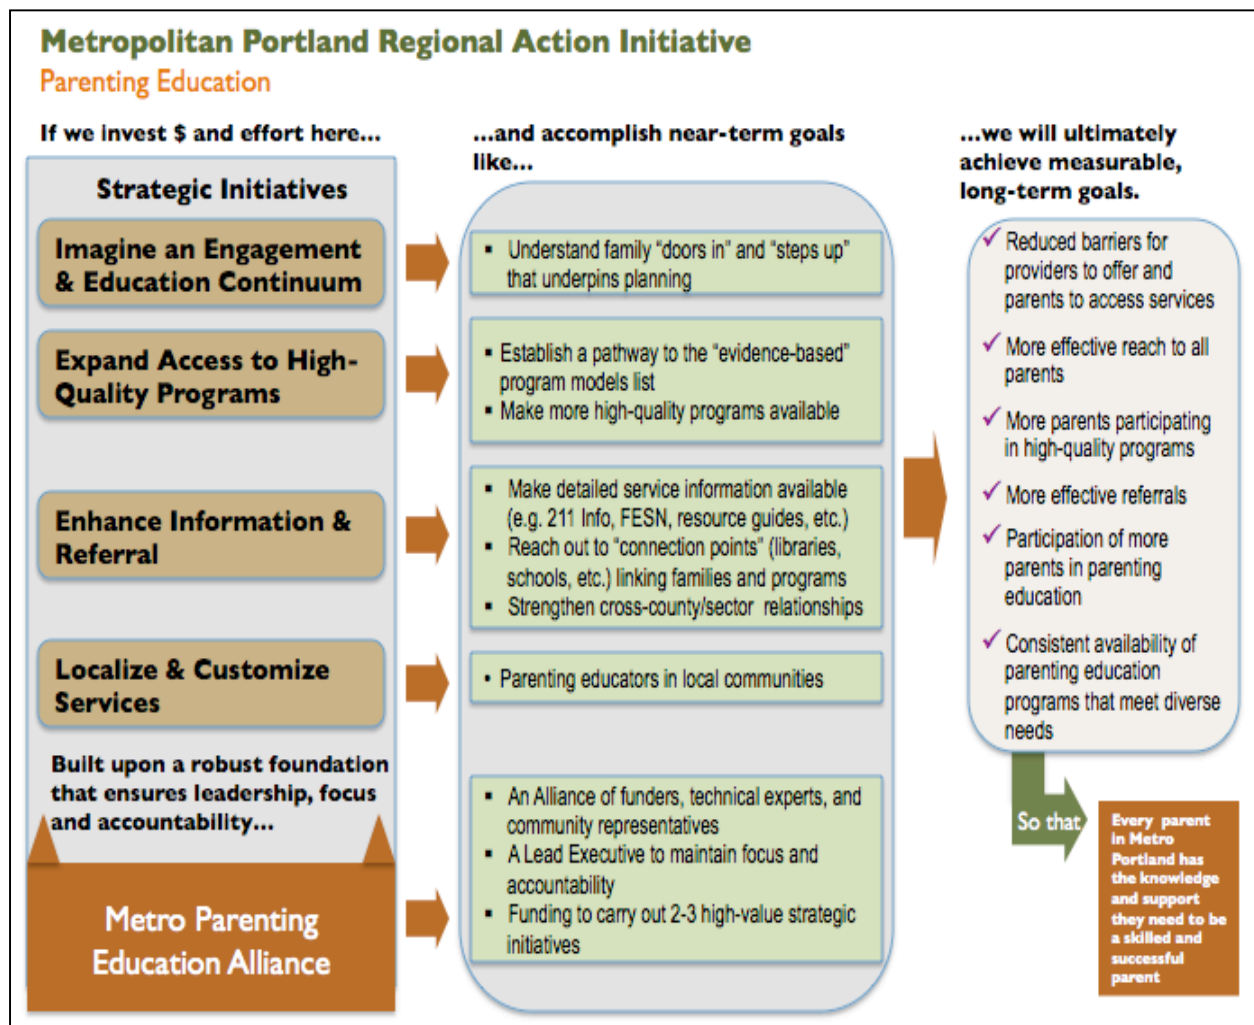 Metropolitan Portland Regional Action Initiative
Parenting Education
If we invest $ and effort here...
Strategic Initiatives
Imagine an Engagement
& Education Continuum
Expand Access to High-
Quality Programs
Enhance Information &
Referral
Localize & Customize
Services
Built upon a robust foundation
that ensures leadership, focus
and accountability...
Metro Parenting
Education Alliance
...and accomplish near-term goals
like...
▪ Understand family “doors in” and “steps up”
that underpins planning
▪ Establish a pathway to the “evidence-based”
program models list
▪ Make more high-quality programs available
▪ Make detailed service information available
(e.g. 211 Info, FESN, resource guides, etc.)
▪ Reach out to “connection points” (libraries,
schools, etc.) linking families and programs
▪ Strengthen cross-county/sector relationships
• Parenting educators in local communities
▪ An Alliance of funders, technical experts, and
community representatives
▪ A Lead Executive to maintain focus and
accountability
▪ Funding to carry out 2-3 high-value strategic
initiatives
...we will ultimately
achieve measurable,
long-term goals.
✓ Reduced barriers for
providers to offer and
parents to access services
✓ More effective reach to all
parents
✓ More parents participating
in high-quality programs
✓ More effective referrals
✓ Participation of more
parents in parenting
education
✓ Consistent availability of
parenting education
programs that meet diverse
needs
So that
Every parent
in Metro
Portland has
the knowledge
and support
they need to be
a skilled and
successful
parent